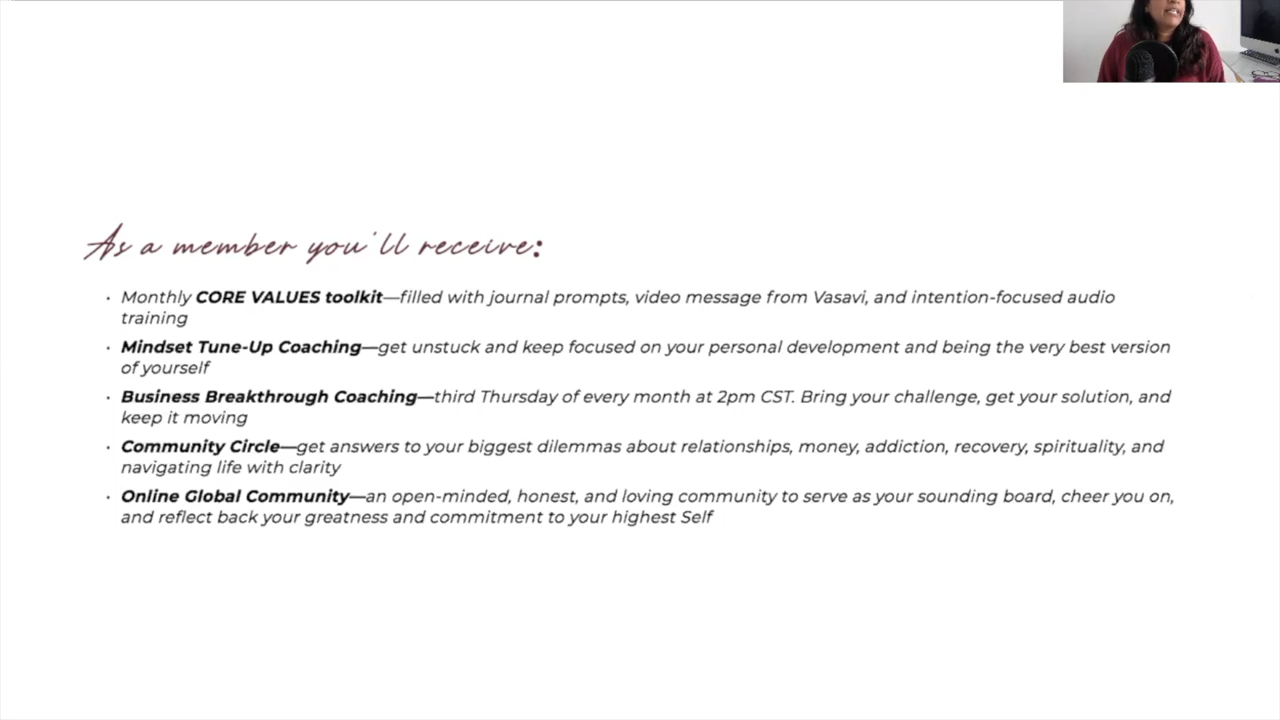 As a member you'll receive:
• Monthly CORE VALUES toolkit—filled with journal prompts, video message from Vasavi, and intention-focused audio
training
• Mindset Tune-Up Coaching—get unstuck and keep focused on your personal development and being the very best version
of yourself
• Business Breakthrough Coaching—third Thursday of every month at 2pm CST. Bring your challenge, get your solution, and
keep it moving
• Community Circle—get answers to your biggest dilemmas about relationships, money, addiction, recovery, spirituality, and
navigating life with clarity
• Online Global Community—an open-minded, honest, and loving community to serve as your sounding board, cheer you on,
and reflect back your greatness and commitment to your highest Self